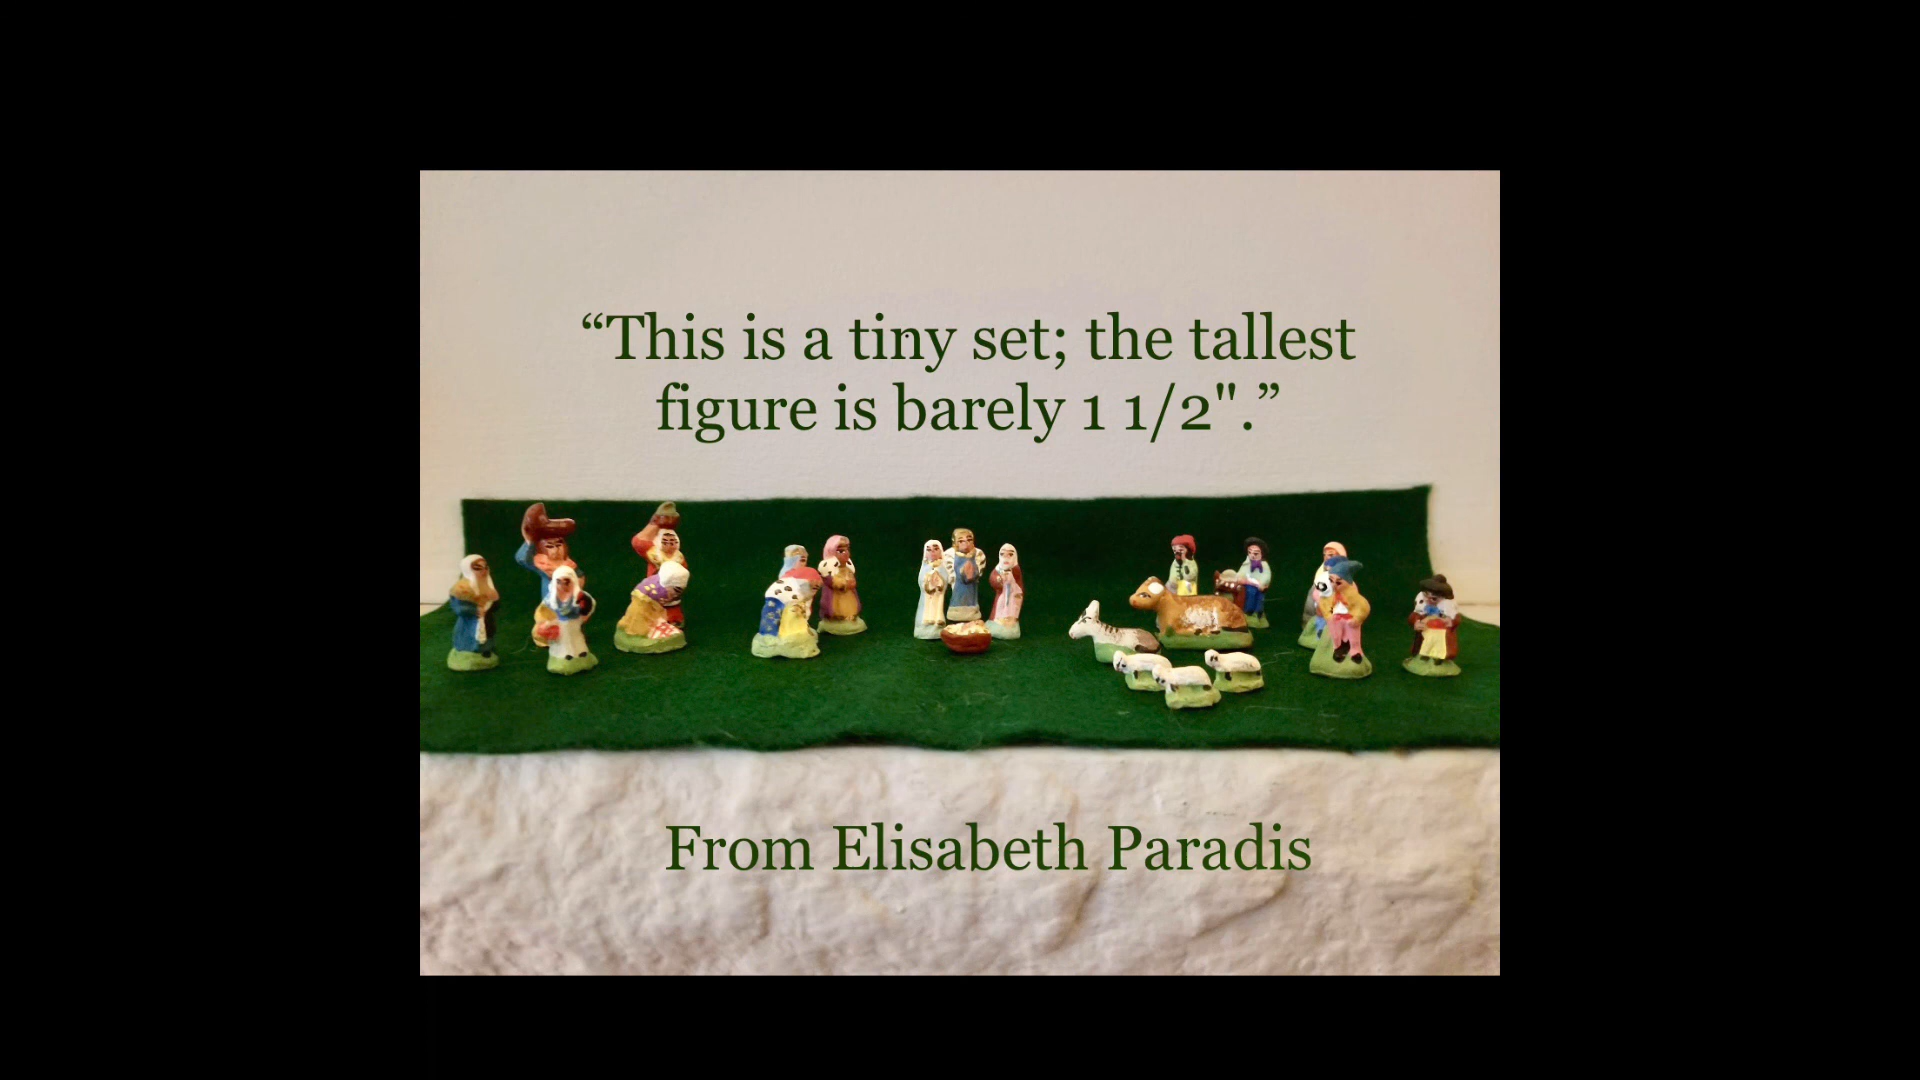 “This is a tiny set; the tallest
figure is barely 1 1/2".”
From Elisabeth Paradis